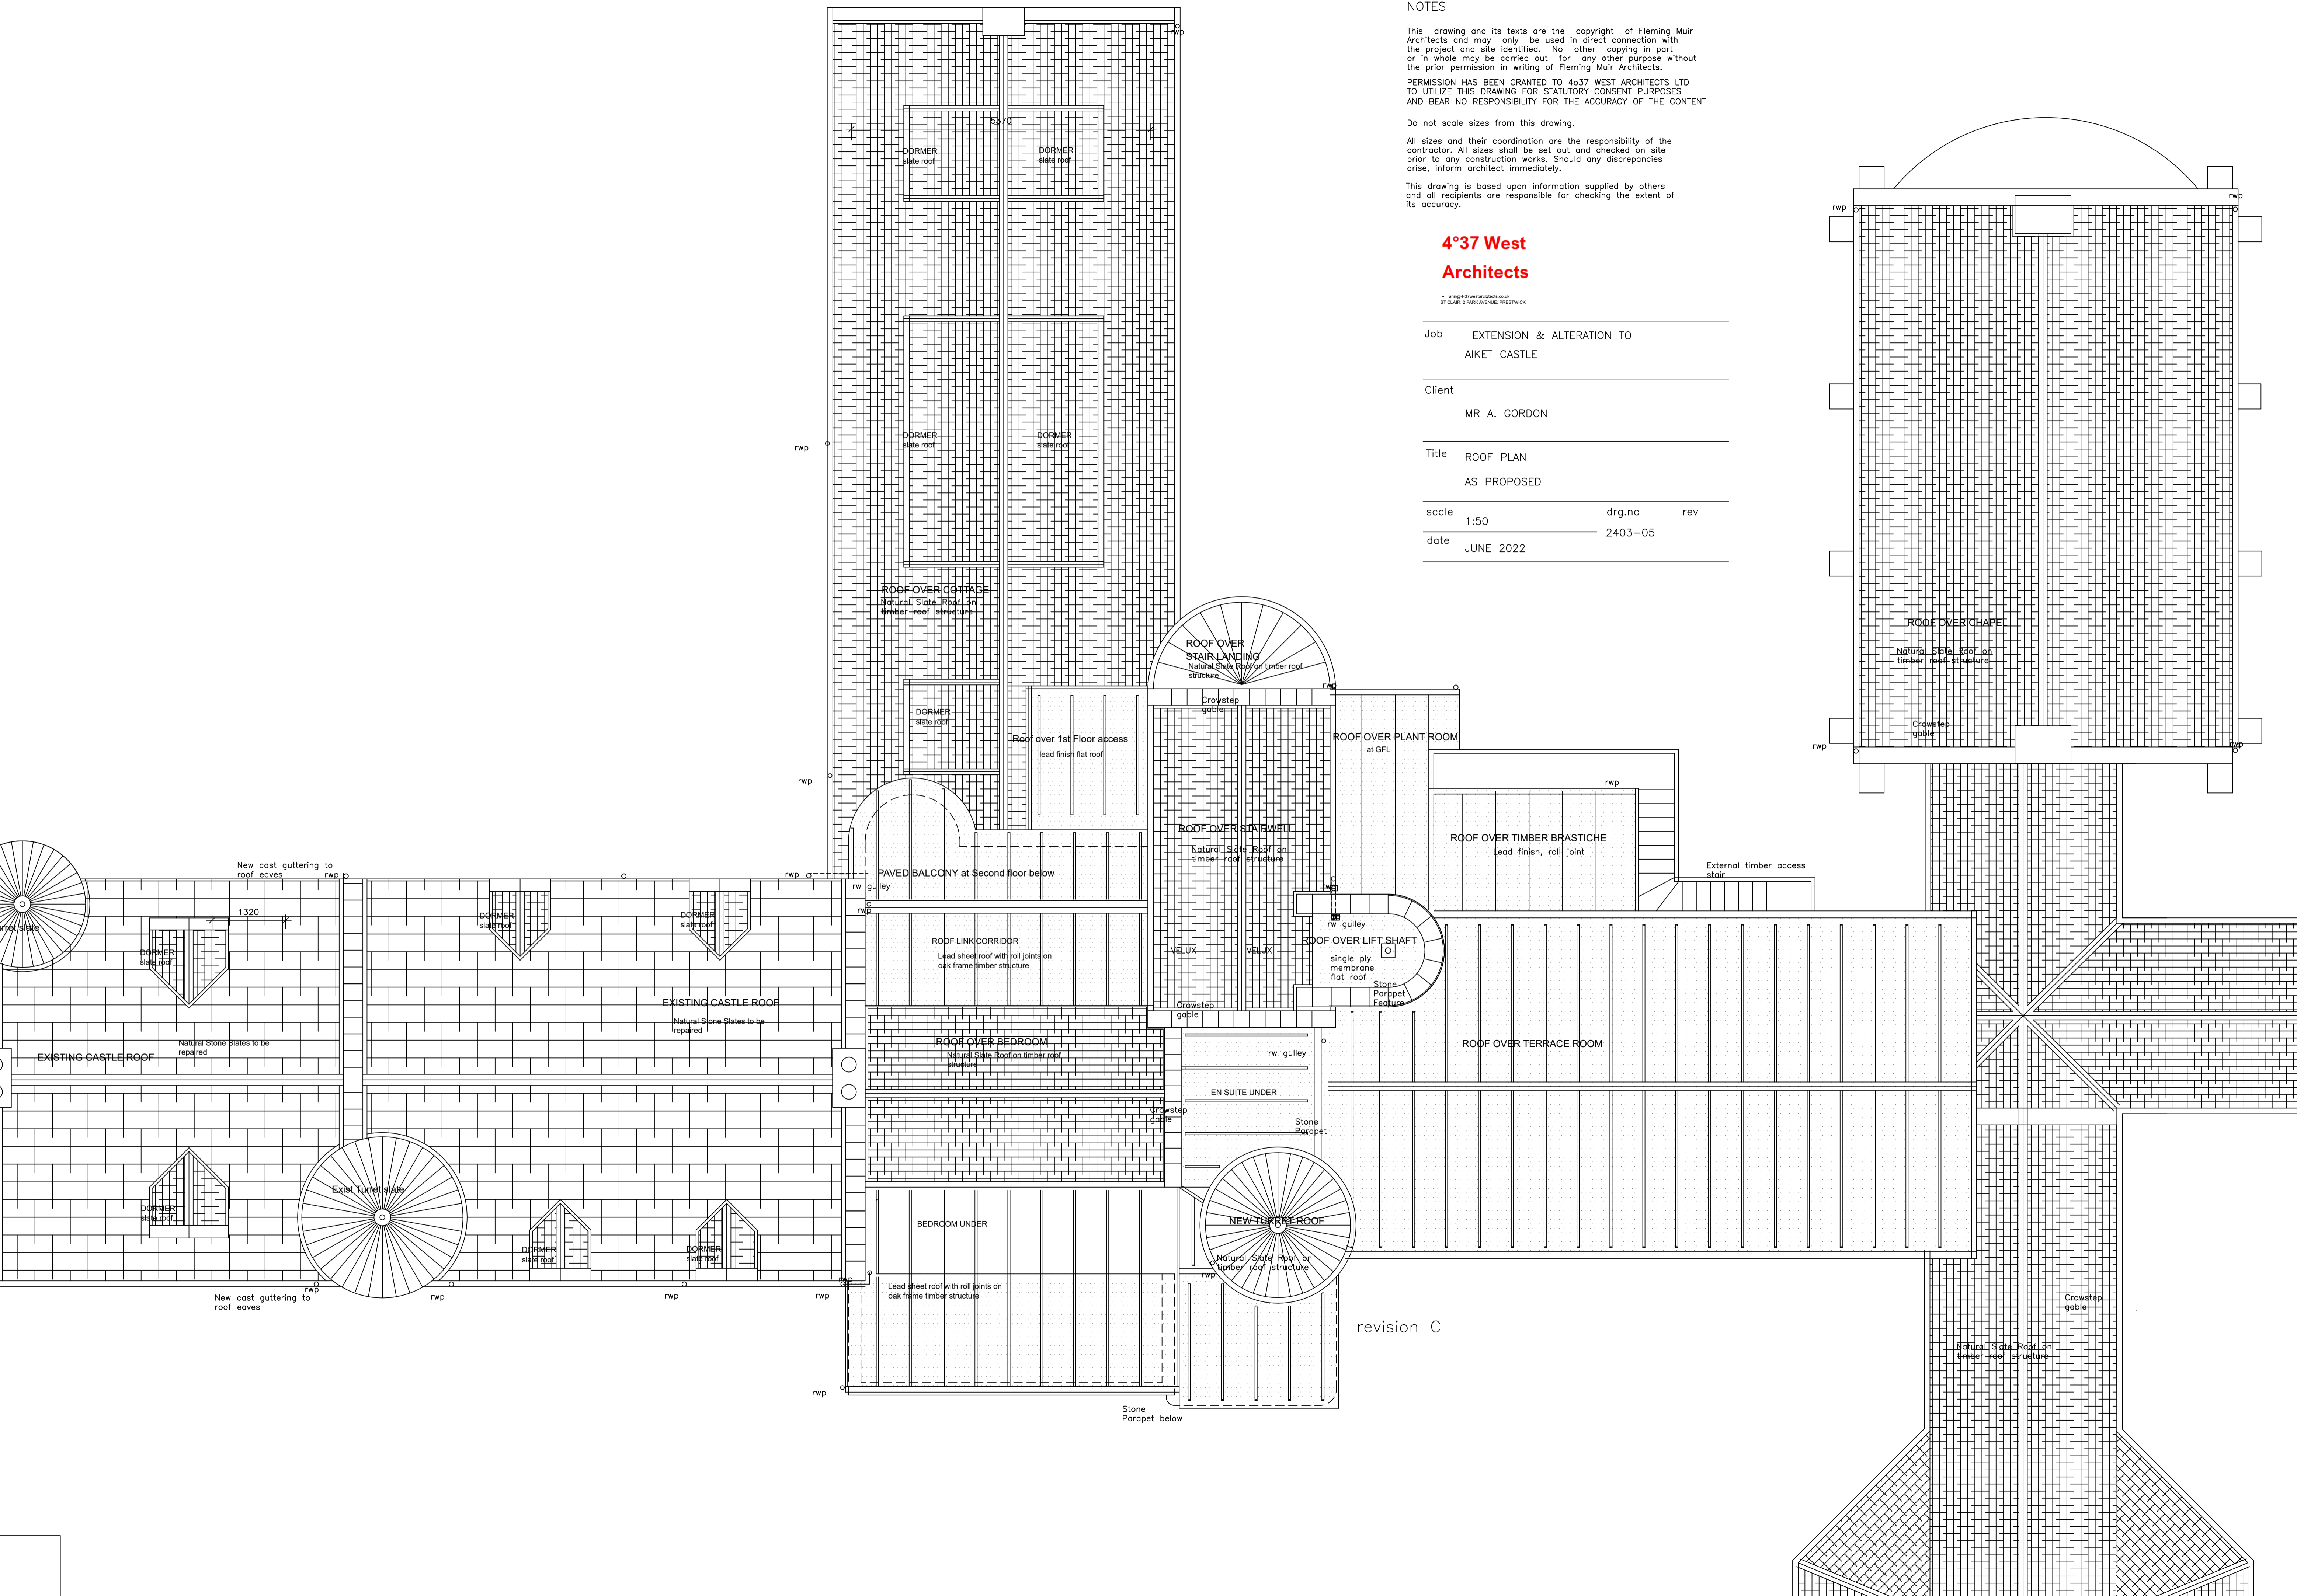 NOTES
This drawing and its texts are the copyright of Fleming Muir
Architects and may only be used in direct connection with
the project and site identified. No other copying in part
or in whole may be carried out for any other purpose without
the prior permission in writing of Fleming Muir Architects.
PERMISSION HAS BEEN GRANTED TO 4o37 WEST ARCHITECTS LTD
TO UTILIZE THIS DRAWING FOR STATUTORY CONSENT PURPOSES
AND BEAR NO RESPONSIBILITY FOR THE ACCURACY OF THE CONTENT
Do not scale sizes from this drawing.
All sizes and their coordination are the responsibility of the
contractor. All sizes shall be set out and checked on site
prior to any construction works. Should any discrepancies
arise, inform architect immediately.
This drawing is based upon information supplied by others
and all recipients are responsible for checking the extent of
its accuracy.
4°37 West
Architects
ST CLAIR: 2 PARK AVENUE: PRESTWICK
Job EXTENSION & ALTERATION TO
AIKET CASTLE
Client
MR A. GORDON
Title ROOF PLAN
AS PROPOSED
scale 1:50
drg.no rev
2403-05
date JUNE 2022
rwp
5370
DORMER
slate roof
DORMER
slate roof
rwp
DORMER
slate roof
DORMER
slate roof
ROOF OVER COTTAGE
Natural Slate Roof on
timber roof structure
DORMER
slate roof
rwp
Roof over 1st Floor access
lead finish flat roof
ROOF OVER
STAIR LANDING
Natural Slate Roof on timber roof
structure
rwp
Crowstep
gable
ROOF OVER PLANT ROOM
at GFL
ROOF OVER STAIRWELL
Natural Slate Roof on
timber roof structure
VELUX
VELUX
Crowstep
gable
rwp
ROOF OVER TIMBER BRASTICHE
Lead finish, roll joint
External timber access
stair
rwp
rwp
rwp
rwp
ROOF OVER CHAPEL
Natural Slate Roof on
timber roof structure
Crowstep
gable
rwp
rw gulley
ROOF OVER LIFT SHAFT
single ply
membrane
flat roof
Stone
Parapet
Feature
ROOF OVER TERRACE ROOM
New cast guttering to
roof eaves
rwp
rwp
PAVED BALCONY at Second floor below
rw gulley
rwp
1320
DORMER
slate roof
DORMER
slate roof
DORMER
slate roof
ROOF LINK CORRIDOR
Lead sheet roof with roll joints on
oak frame timber structure
EXISTING CASTLE ROOF
Natural Stone Slates to be
repaired
EXISTING CASTLE ROOF
Natural Stone Slates to be
repaired
ROOF OVER BEDROOM
Natural Slate Roof on timber roof
structure
rw gulley
EN SUITE UNDER
Crowstep
gable
Stone
Parapet
Exist Turret slate
DORMER
slate roof
DORMER
slate roof
DORMER
slate roof
BEDROOM UNDER
NEW TURRET ROOF
Natural Slate Roof on
timber roof structure
rwp
Lead sheet roof with roll joints on
oak frame timber structure
New cast guttering to
roof eaves
rwp
rwp
rwp
rwp
rwp
rwp
revision C
Stone
Parapet below
Crowstep
gable
Natural Slate Roof on
timber roof structure